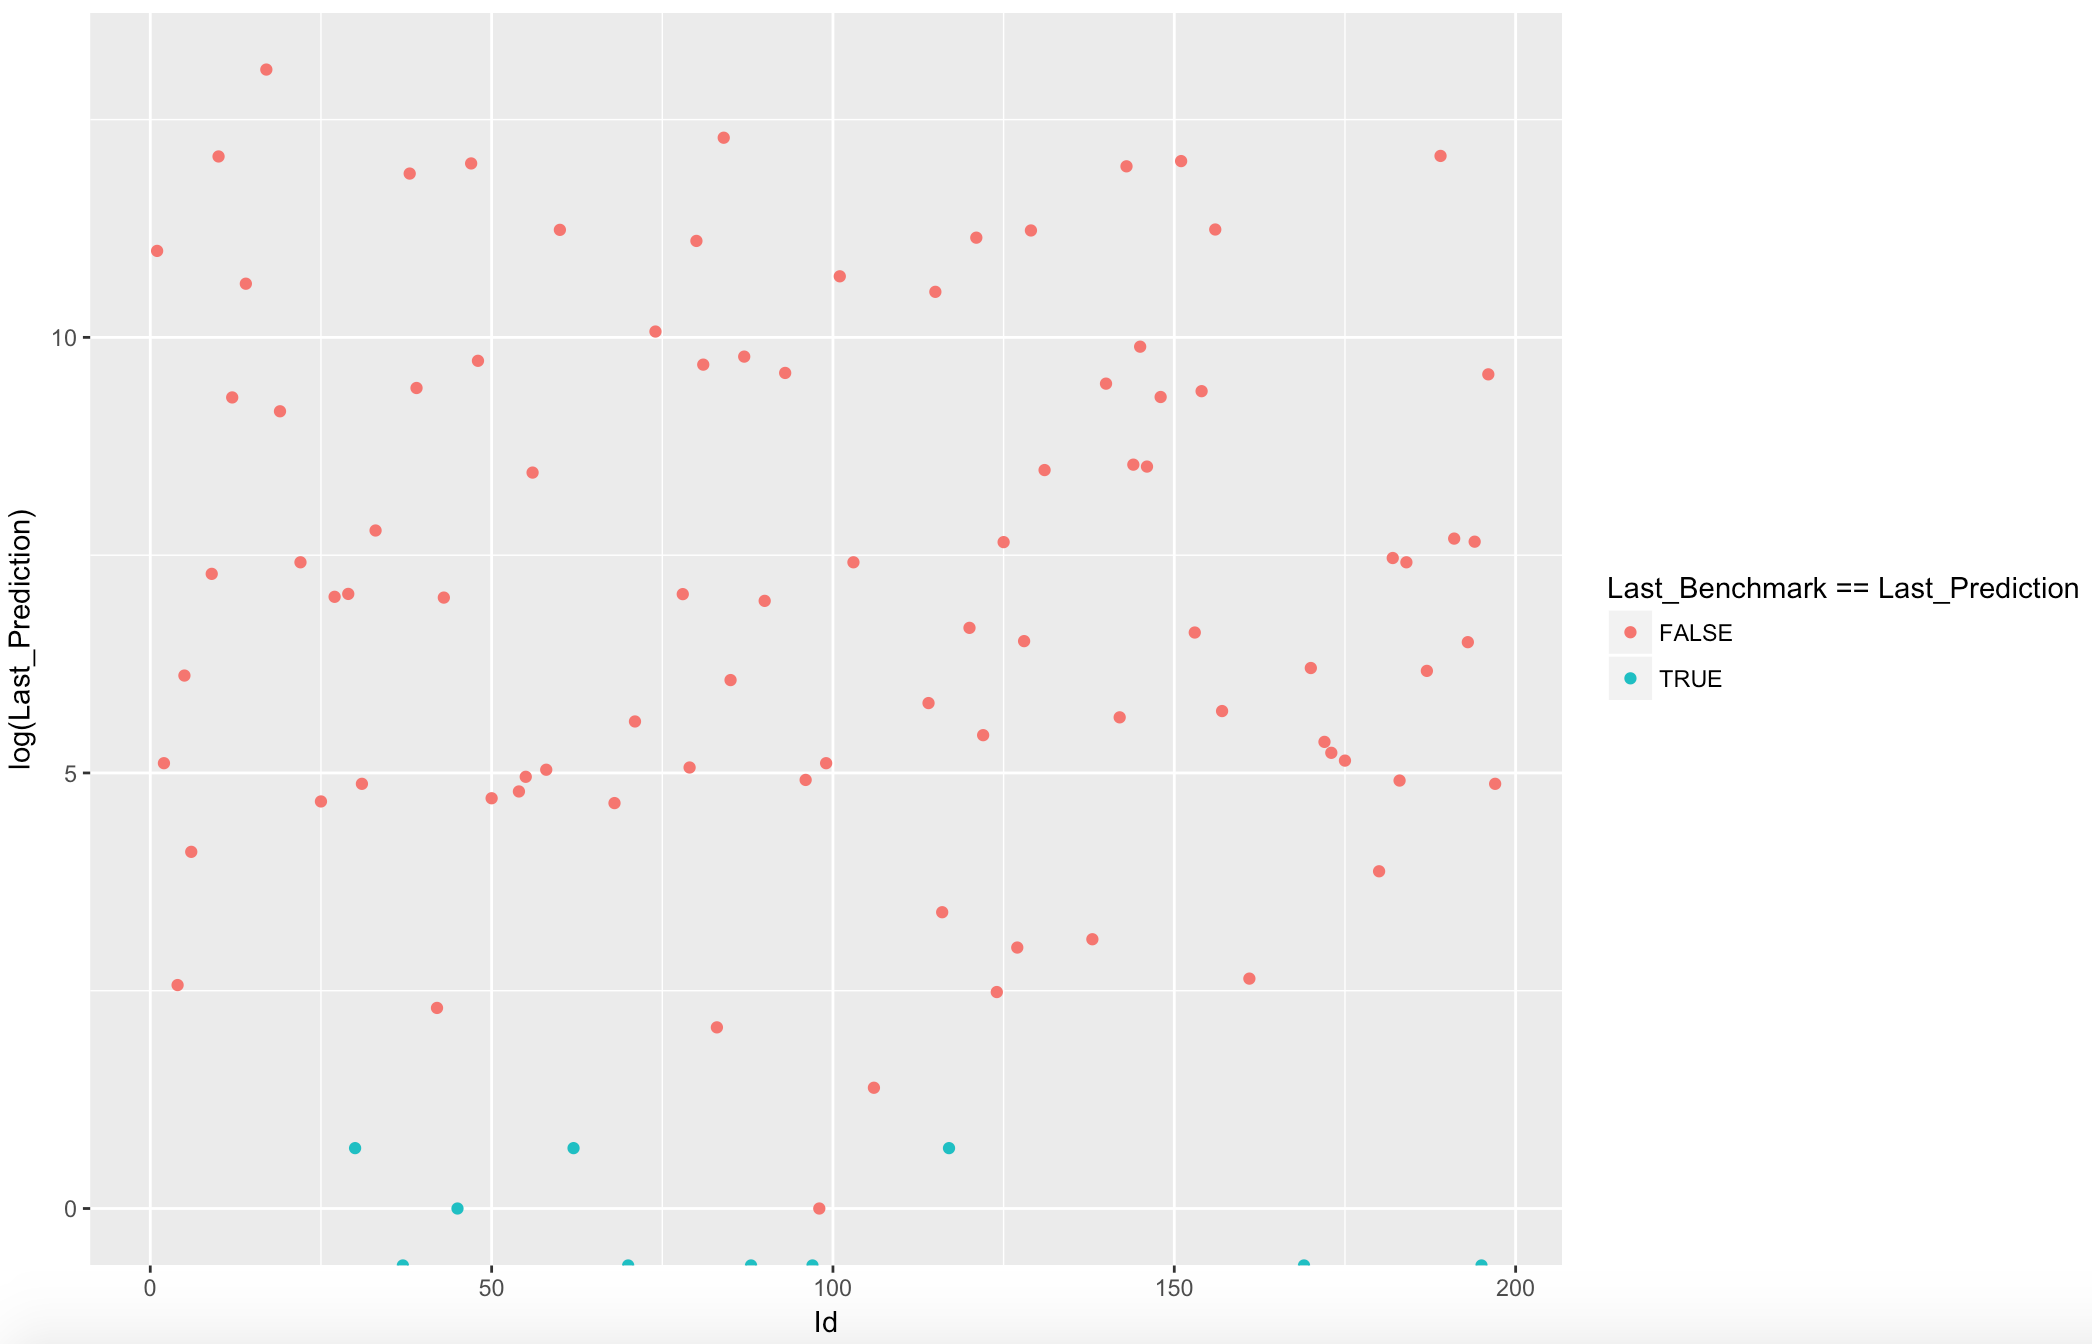 log(Last_Prediction)
10
5
0
0
50
100
150
200
Id
Last_Benchmark == Last_Prediction
FALSE
TRUE